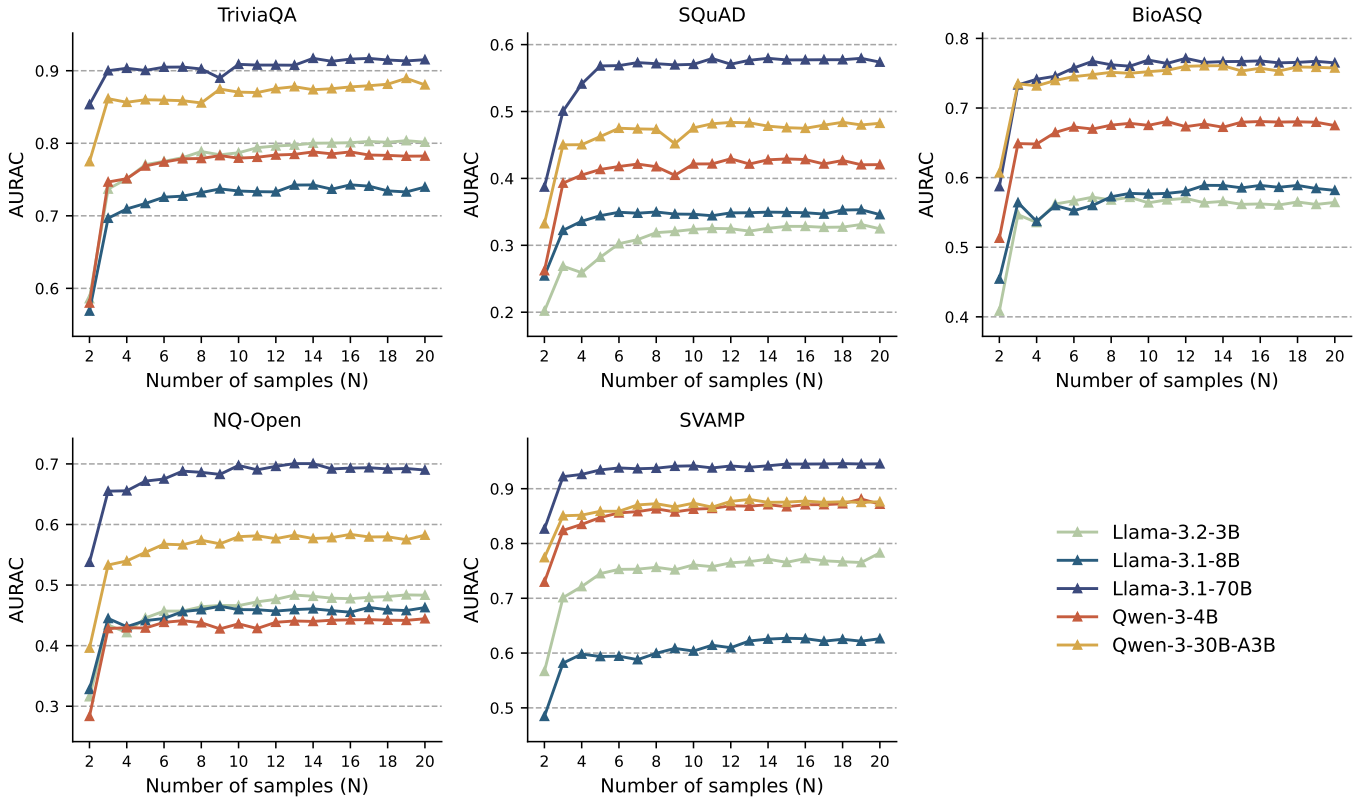 TriviaQA
AURAC
0.9
0.8
0.7
0.6
2 4 6 8 10 12 14 16 18 20
Number of samples (N)
SQuAD
AURAC
0.6
0.5
0.4
0.3
0.2
2 4 6 8 10 12 14 16 18 20
Number of samples (N)
BioASQ
AURAC
0.8
0.7
0.6
0.5
0.4
2 4 6 8 10 12 14 16 18 20
Number of samples (N)
NQ-Open
AURAC
0.7
0.6
0.5
0.4
0.3
2 4 6 8 10 12 14 16 18 20
Number of samples (N)
SVAMP
AURAC
0.9
0.8
0.7
0.6
0.5
2 4 6 8 10 12 14 16 18 20
Number of samples (N)
Llama-3.2-3B
Llama-3.1-8B
Llama-3.1-70B
Qwen-3-4B
Qwen-3-30B-A3B